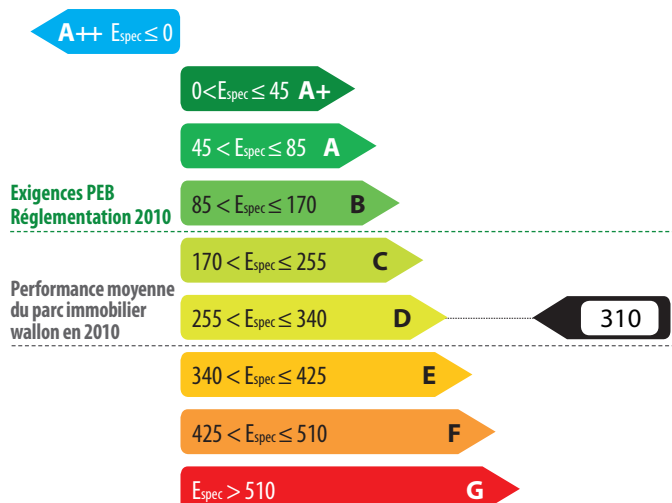 A++ Espec ≤ 0
0<Espec ≤ 45 A+
45 < Espec ≤ 85 A
Exigences PEB
Réglementation 2010
85 < Espec ≤ 170 B
170 < Espec ≤ 255 C
Performance moyenne
du parc immobilier
wallon en 2010
255 < Espec ≤ 340 D
310
340 < Espec ≤ 425 E
425 < Espec ≤ 510 F
Espec > 510 G